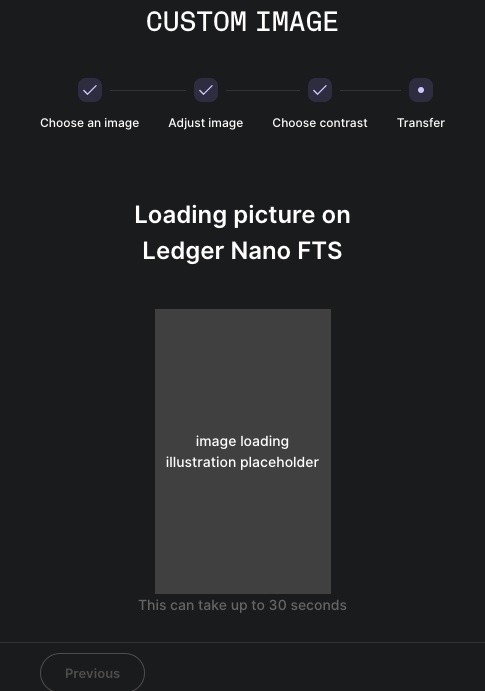 CUSTOM IMAGE
Choose an image Adjust image Choose contrast Transfer
Loading picture on
Ledger Nano FTS
image loading
illustration placeholder
This can take up to 30 seconds
Previous